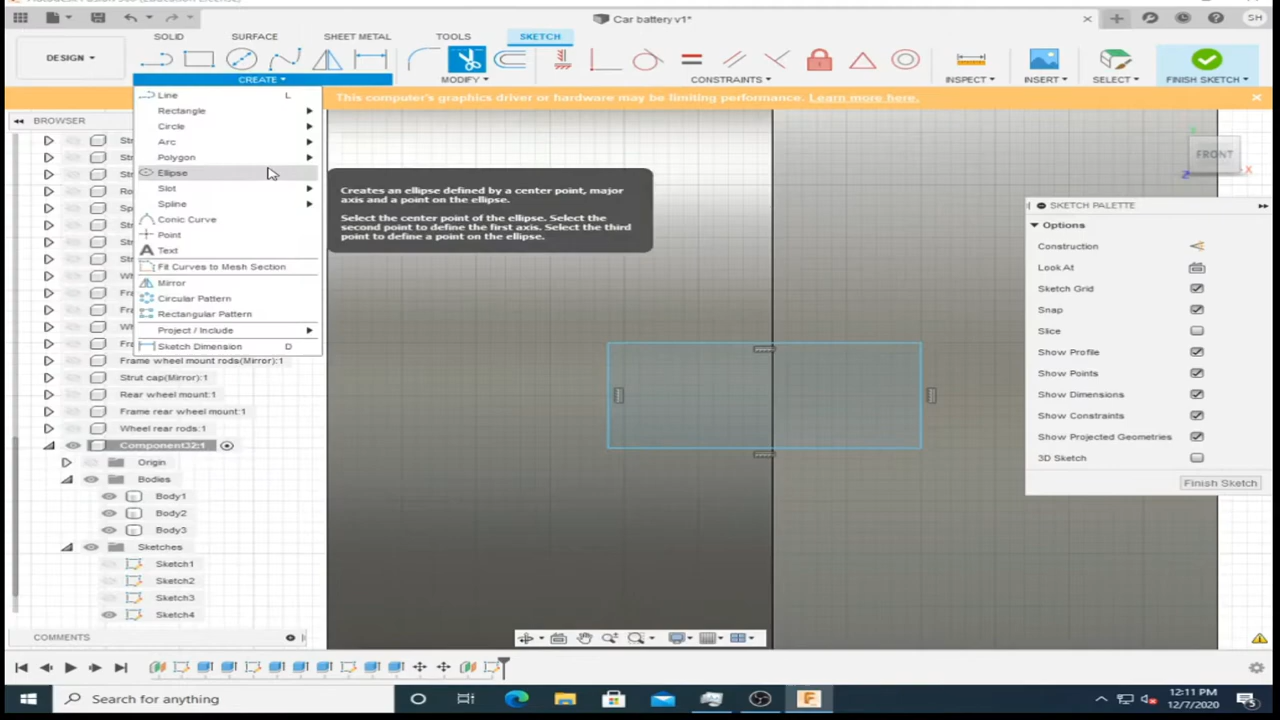 Car battery v1*
SH
DESIGN
SOLID
SURFACE
SHEET METAL
TOOLS
SKETCH
CREATE
MODIFY
CONSTRAINTS
INSPECT
INSERT
SELECT
FINISH SKETCH
This computer's graphics driver or hardware may be limiting performance. Learn more here.
BROWSER
Line L
Rectangle
Circle
Arc
Polygon
Ellipse
Slot
Spline
Conic Curve
Point
Text
Fit Curves to Mesh Section
Mirror
Circular Pattern
Rectangular Pattern
Project / Include
Sketch Dimension D
Creates an ellipse defined by a center point, major
axis and a point on the ellipse.
Select the center point of the ellipse. Select the
second point to define the first axis. Select the third
point to define a point on the ellipse.
Frame wheel mount rods(Mirror):1
Strut cap(Mirror):1
Rear wheel mount:1
Frame rear wheel mount:1
Wheel rear rods:1
Component32:1
Origin
Bodies
Body1
Body2
Body3
Sketches
Sketch1
Sketch2
Sketch3
Sketch4
COMMENTS
FRONT
X
Z
SKETCH PALETTE
Options
Construction
Look At
Sketch Grid
Snap
Slice
Show Profile
Show Points
Show Dimensions
Show Constraints
Show Projected Geometries
3D Sketch
Finish Sketch
Search for anything
12:11 PM
12/7/2020
5